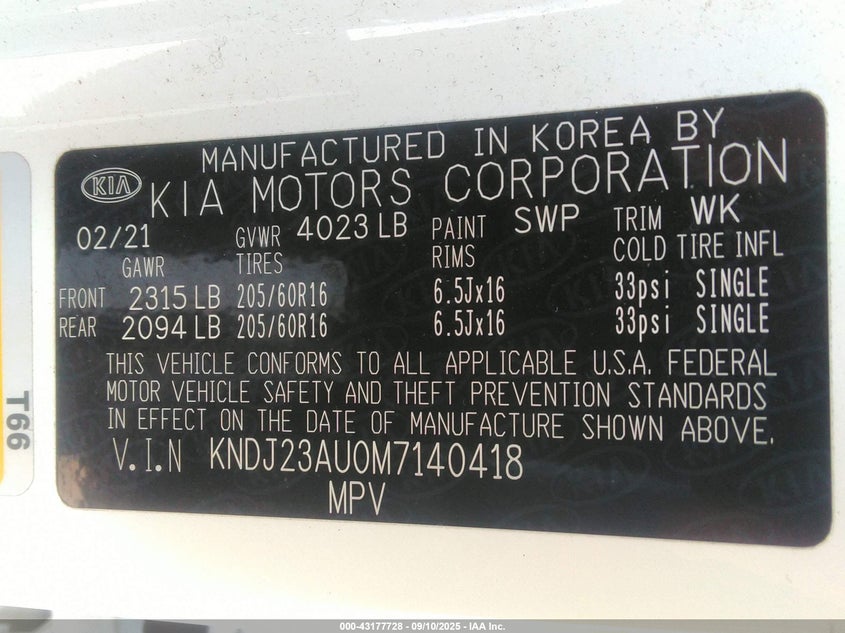 MANUFACTURED IN KOREA BY
KIA KIA MOTORS CORPORATION
02/21 GVWR 4023 LB PAINT SWP TRIM WK
GAWR TIRES RIMS COLD TIRE INFL
FRONT 2315 LB 205/60R16 6.5Jx16 33psi SINGLE
REAR 2094 LB 205/60R16 6.5Jx16 33psi SINGLE
THIS VEHICLE CONFORMS TO ALL APPLICABLE U.S.A. FEDERAL
MOTOR VEHICLE SAFETY AND THEFT PREVENTION STANDARDS
IN EFFECT ON THE DATE OF MANUFACTURE SHOWN ABOVE.
V.I.N KNDJ23AU0M7140418
MPV
T66
000-43177728 - 09/10/2025 - IAA Inc.